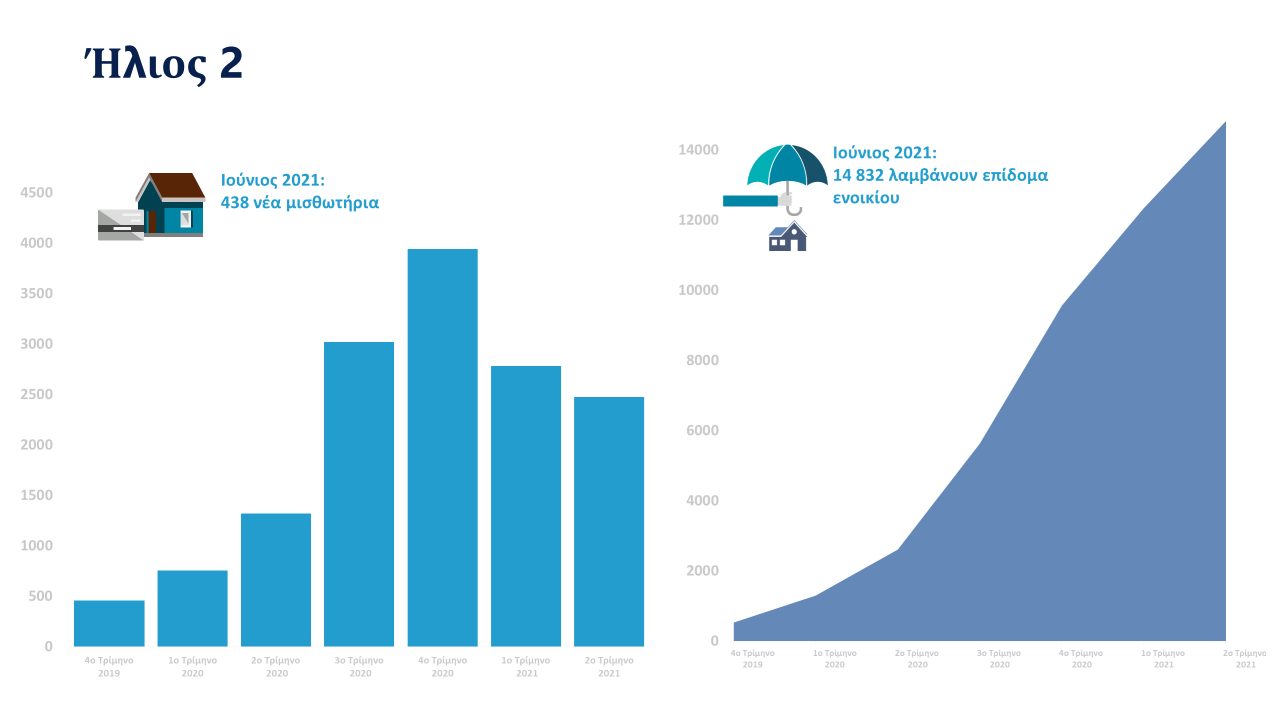 Ήλιος 2
Ιούνιος 2021:
438 νέα μισθωτήρια
4500
4000
3500
3000
2500
2000
1500
1000
500
0
4ο Τρίμηνο
2019
1ο Τρίμηνο
2020
2ο Τρίμηνο
2020
3ο Τρίμηνο
2020
4ο Τρίμηνο
2020
1ο Τρίμηνο
2021
2ο Τρίμηνο
2021
Ιούνιος 2021:
14 832 λαμβάνουν επίδομα
ενοικίου
14000
12000
10000
8000
6000
4000
2000
0
4ο Τρίμηνο
2019
1ο Τρίμηνο
2020
2ο Τρίμηνο
2020
3ο Τρίμηνο
2020
4ο Τρίμηνο
2020
1ο Τρίμηνο
2021
2ο Τρίμηνο
2021